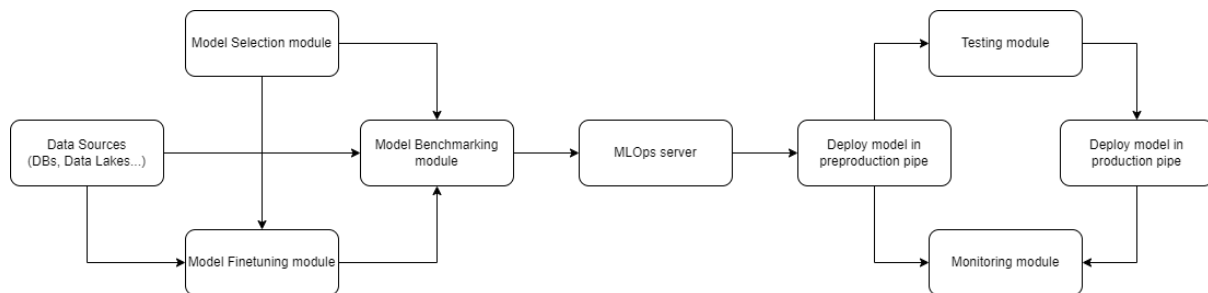 Model Selection module
Testing module
Data Sources
(DBs, Data Lakes...)
Model Benchmarking
module
MLOps server
Deploy model in
preproduction pipe
Deploy model in
production pipe
Model Finetuning module
Monitoring module